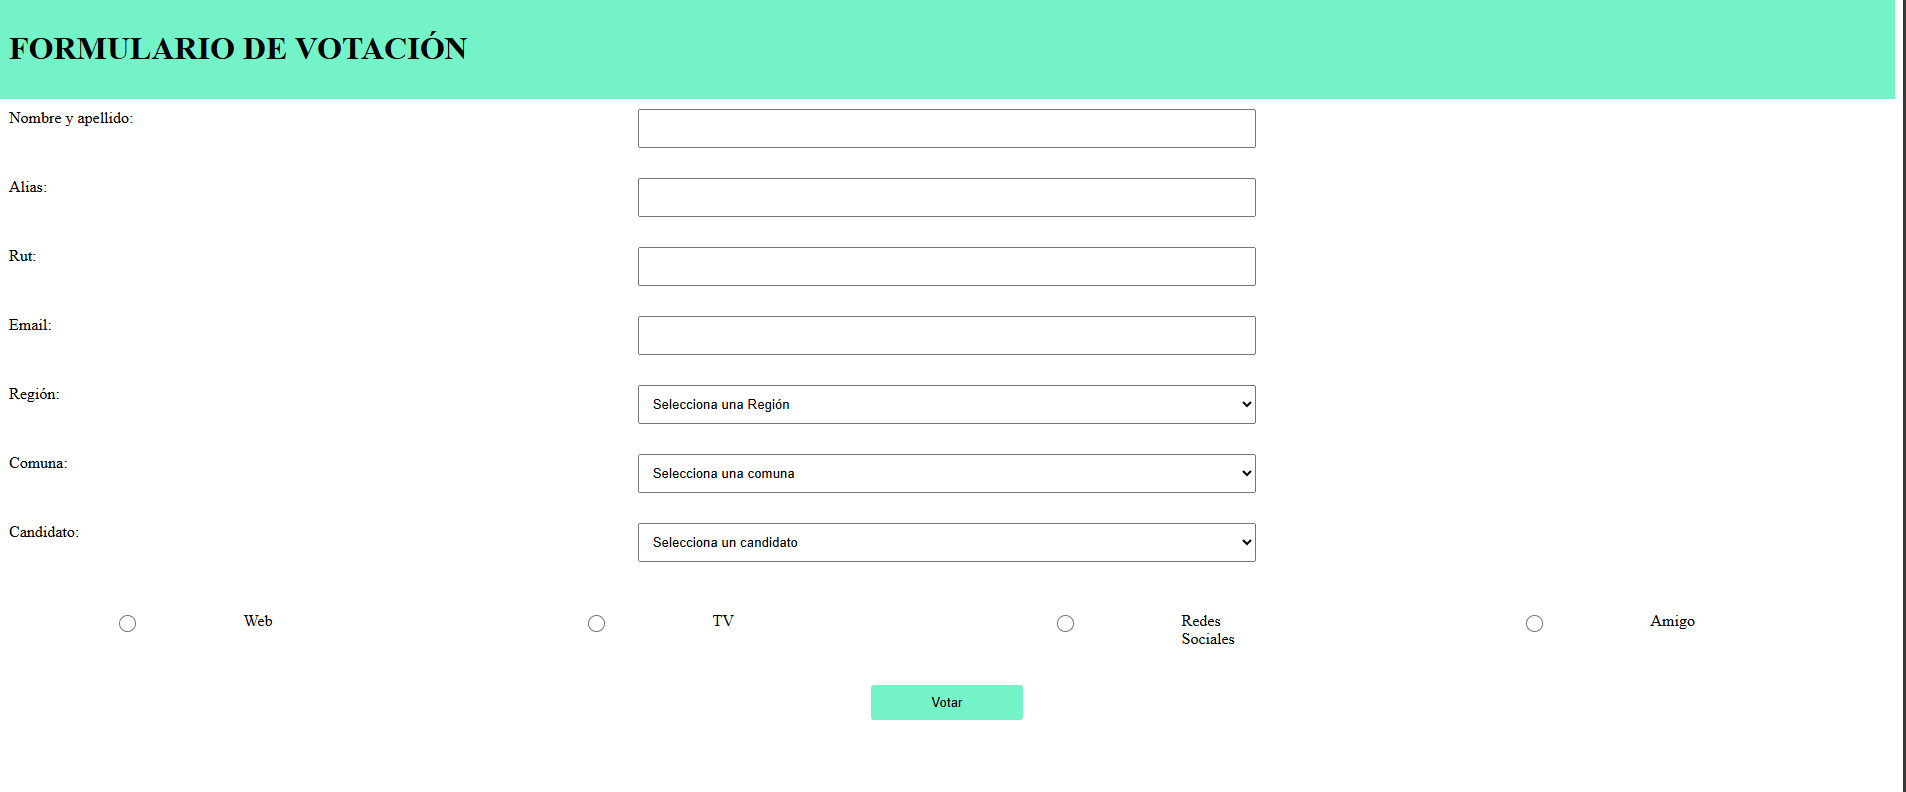 FORMULARIO DE VOTACIÓN
Nombre y apellido:
Alias:
Rut:
Email:
Región:
Selecciona una Región
Comuna:
Selecciona una comuna
Candidato:
Selecciona un candidato
Web
TV
Redes
Sociales
Amigo
Votar